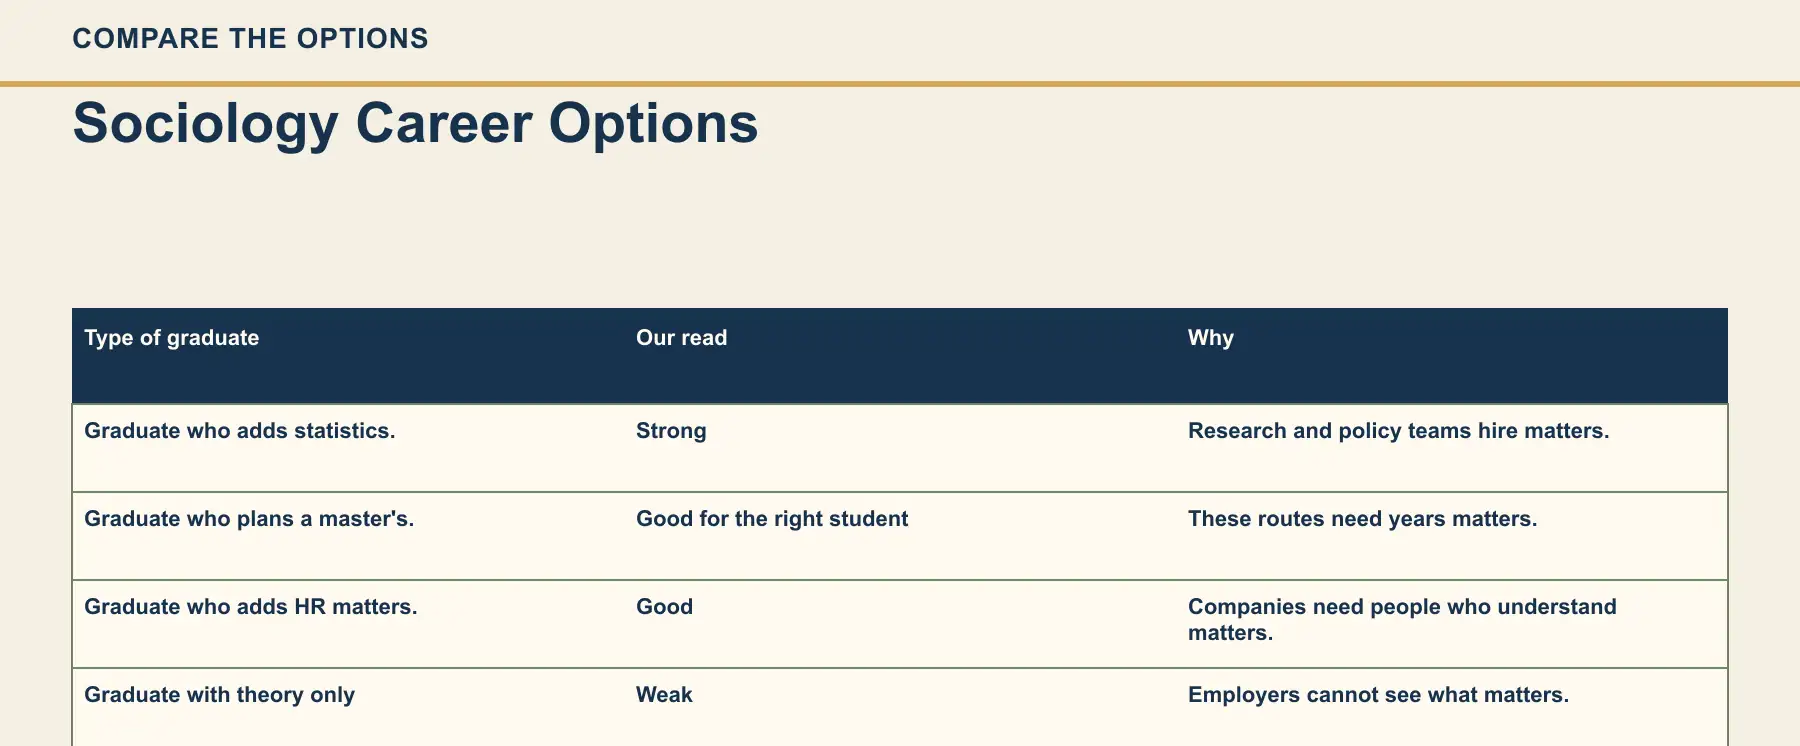 COMPARE THE OPTIONS
Sociology Career Options
Type of graduate
Our read
Why
Graduate who adds statistics.
Strong
Research and policy teams hire matters.
Graduate who plans a master's.
Good for the right student
These routes need years matters.
Graduate who adds HR matters.
Good
Companies need people who understand
matters.
Graduate with theory only
Weak
Employers cannot see what matters.